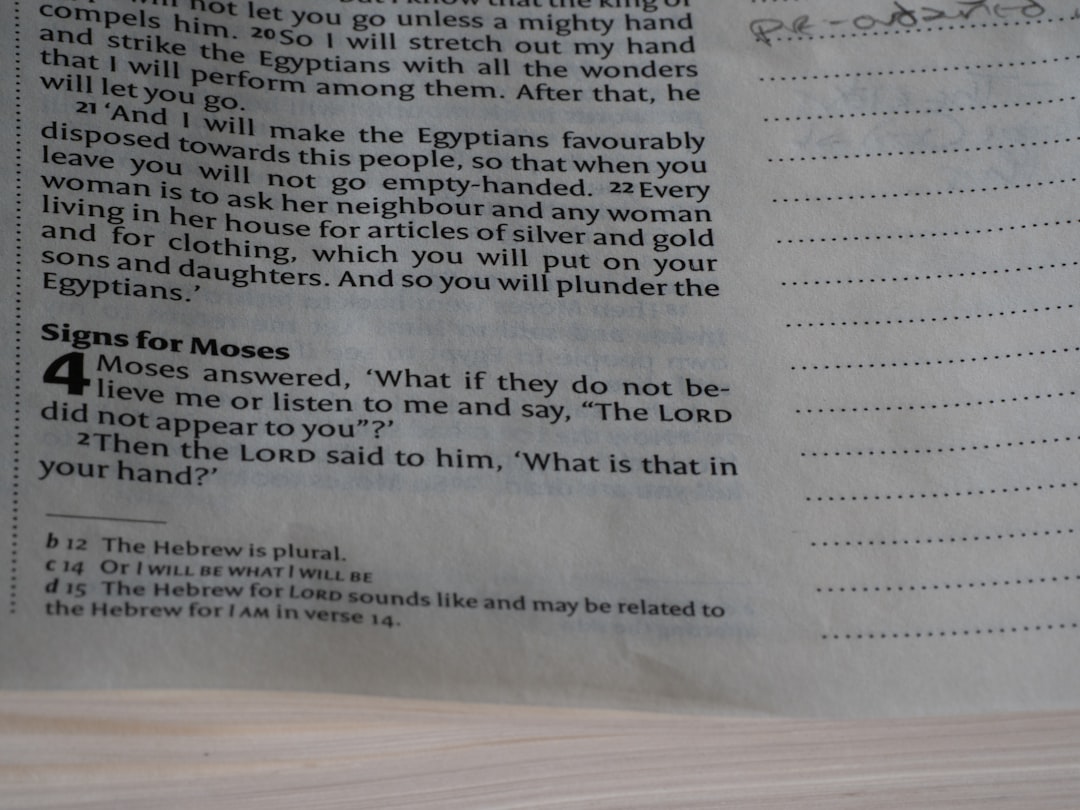 not let you go unless a mighty hand
compels him. 20 So I will stretch out my hand
and strike the Egyptians with all the wonders
that I will perform among them. After that, he
will let you go.
21 ‘And I will make the Egyptians favourably
disposed towards this people, so that when you
leave you will not go empty-handed. 22 Every
woman is to ask her neighbour and any woman
living in her house for articles of silver and gold
and for clothing, which you will put on your
sons and daughters. And so you will plunder the
Egyptians.’
Signs for Moses
4 Moses answered, ‘What if they do not be-
lieve me or listen to me and say, “The LORD
did not appear to you”?’
2 Then the LORD said to him, ‘What is that in
your hand?’
b 12 The Hebrew is plural.
c 14 Or I WILL BE WHAT I WILL BE
d 15 The Hebrew for LORD sounds like and may be related to
the Hebrew for I AM in verse 14.